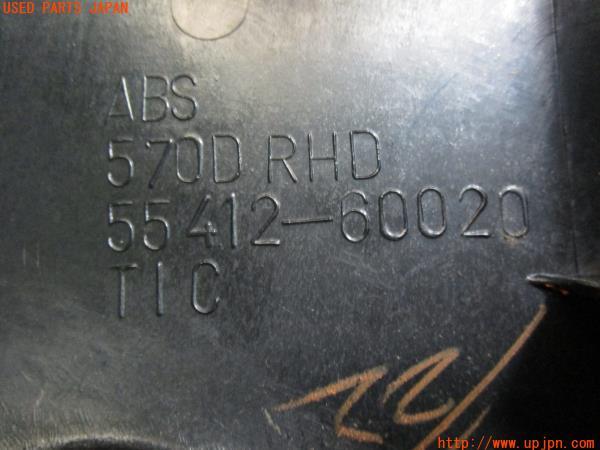 USED PARTS JAPAN
ABS
570D RHD
55412-60020
TIC
http://www.upjpn.com/